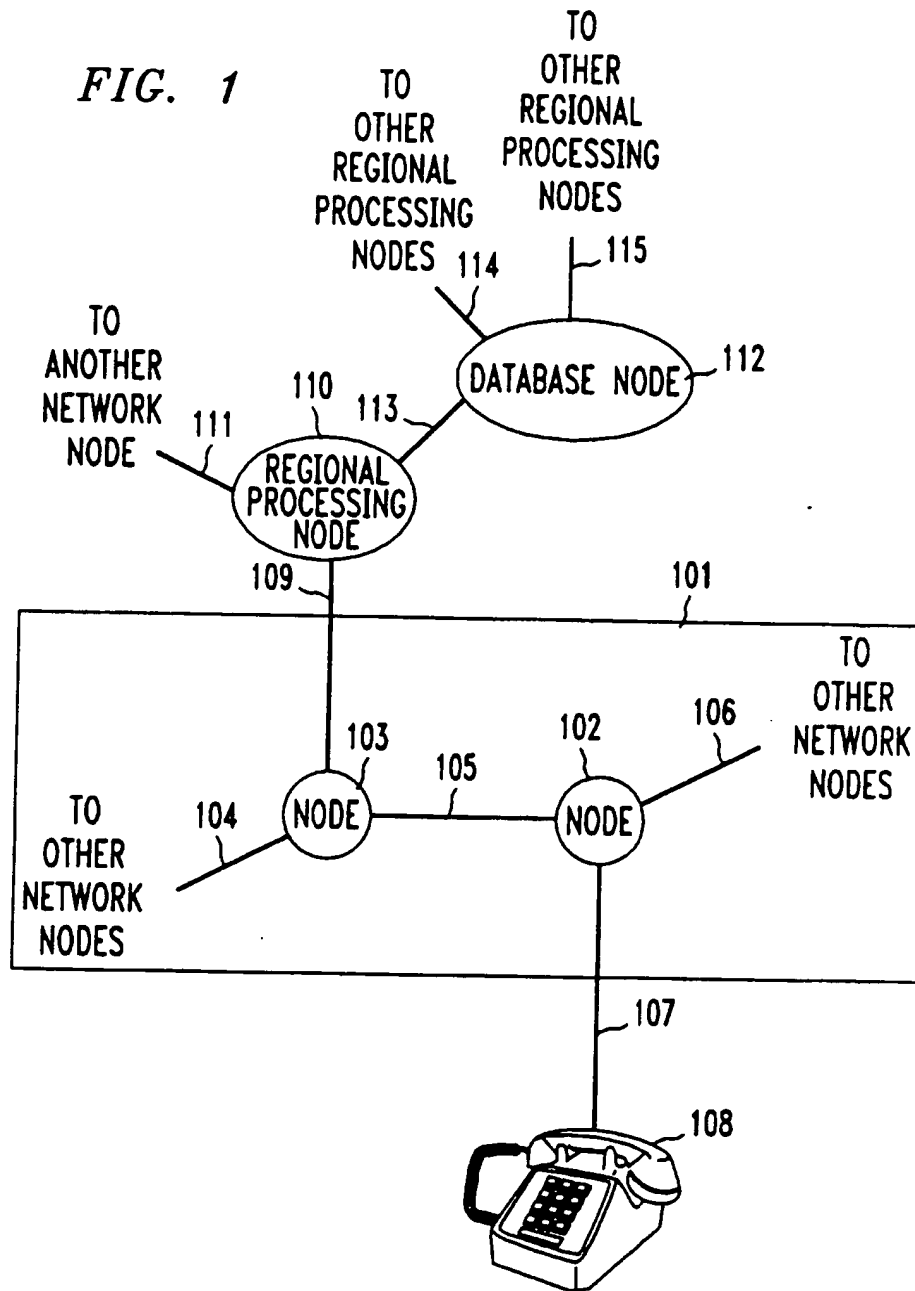 FIG. 1
TO
OTHER
REGIONAL
PROCESSING
NODES
114
TO
OTHER
REGIONAL
PROCESSING
NODES
115
TO
ANOTHER
NETWORK
NODE
111
110
REGIONAL
PROCESSING
NODE
113
DATABASE NODE
112
109
101
TO
OTHER
NETWORK
NODES
106
103
NODE
105
102
NODE
TO
OTHER
NETWORK
NODES
104
107
108